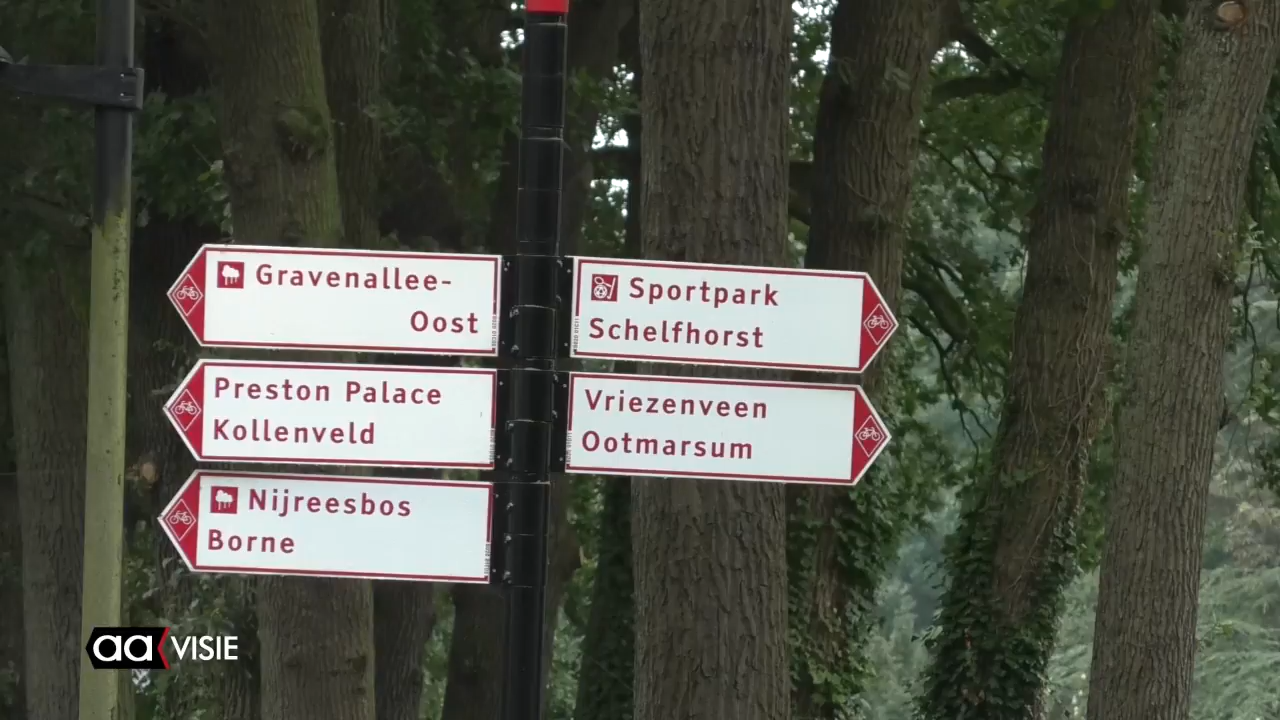 Gravenallee-
Oost
Preston Palace
Kollenveld
Nijreesbos
Borne
Sportpark
Schelfhorst
Vriezenveen
Ootmarsum
aa VISIE